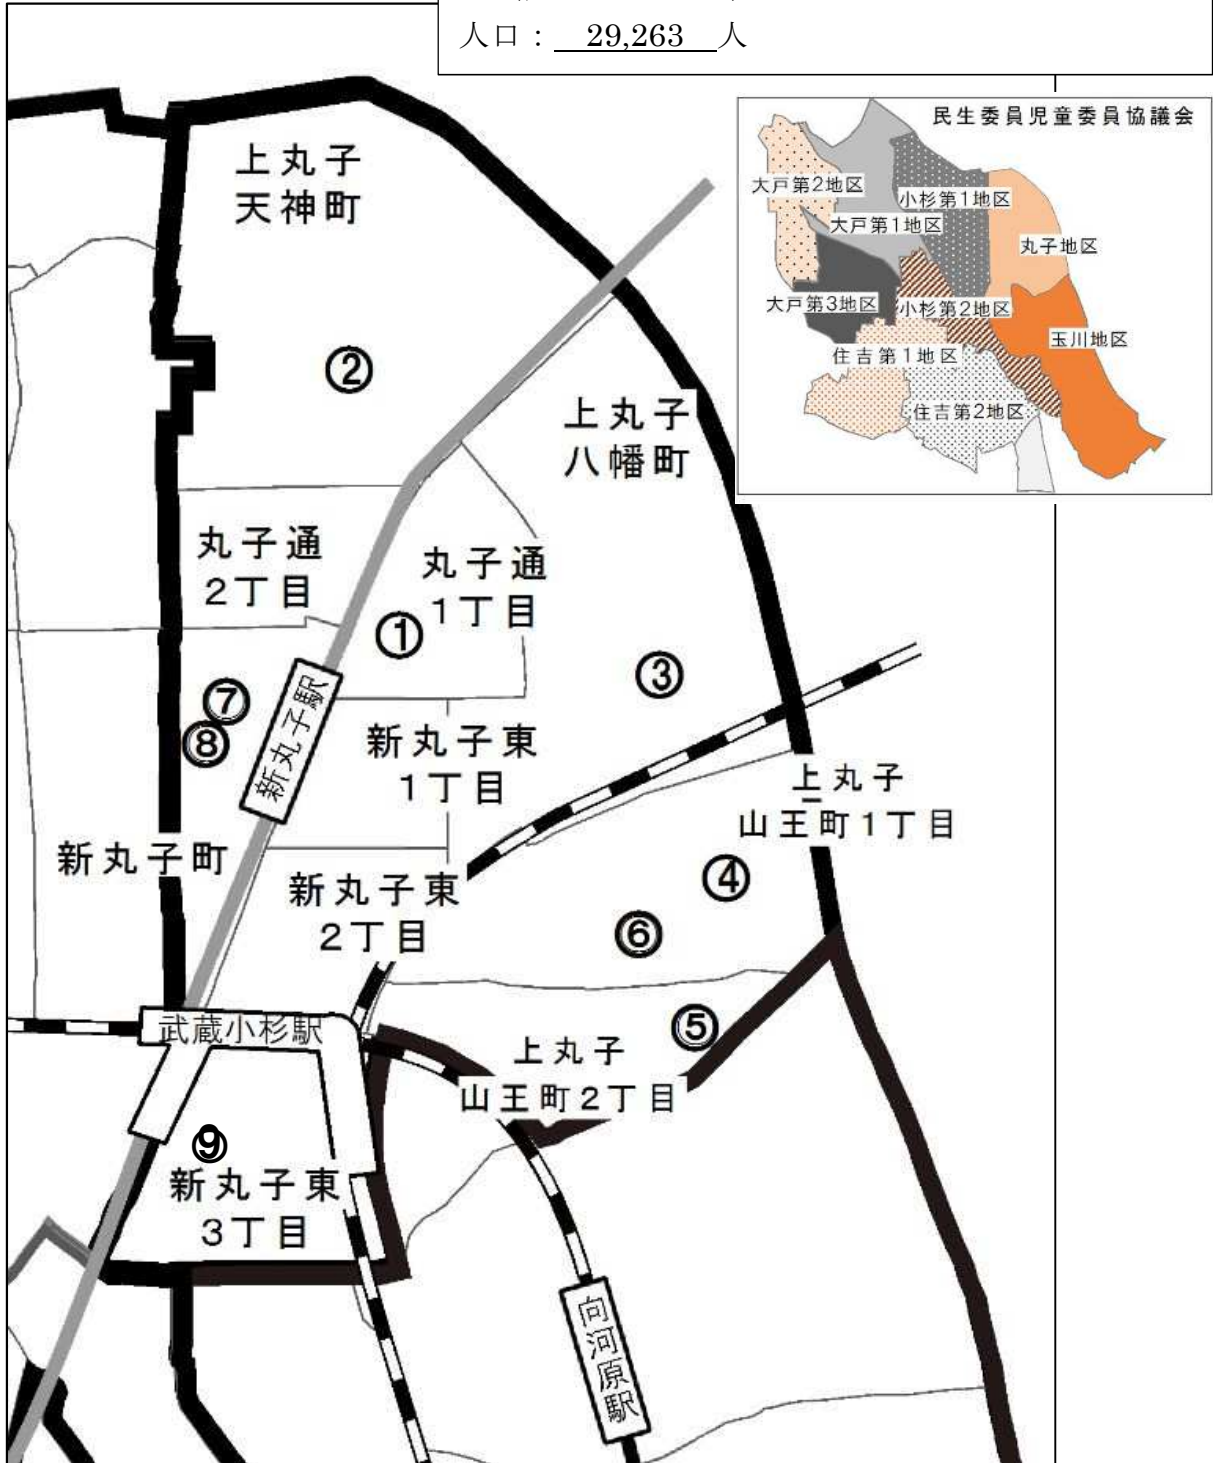 人口： 29,263 人
民生委員児童委員協議会
大戸第2地区
小杉第1地区
大戸第1地区
丸子地区
大戸第3地区
小杉第2地区
玉川地区
住吉第1地区
住吉第2地区
上丸子
天神町
②
上丸子
八幡町
丸子通
2丁目
丸子通
1丁目
①
③
⑦
⑧
新丸子駅
新丸子東
1丁目
上丸子
山王町1丁目
新丸子町
④
新丸子東
2丁目
⑥
武蔵小杉駅
⑤
上丸子
山王町2丁目
⑨
新丸子東
3丁目
向河原駅